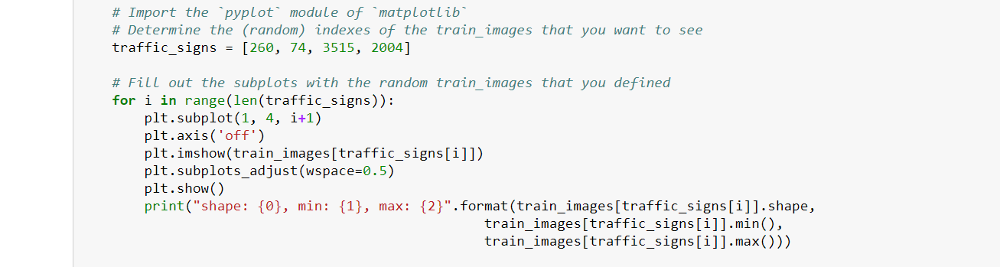 # Import the `pyplot` module of `matplotlib`
# Determine the (random) indexes of the train_images that you want to see
traffic_signs = [260, 74, 3515, 2004]
# Fill out the subplots with the random train_images that you defined
for i in range(len(traffic_signs)):
plt.subplot(1, 4, i+1)
plt.axis('off')
plt.imshow(train_images[traffic_signs[i]])
plt.subplots_adjust(wspace=0.5)
plt.show()
print("shape: {0}, min: {1}, max: {2}".format(train_images[traffic_signs[i]].shape,
train_images[traffic_signs[i]].min(),
train_images[traffic_signs[i]].max()))